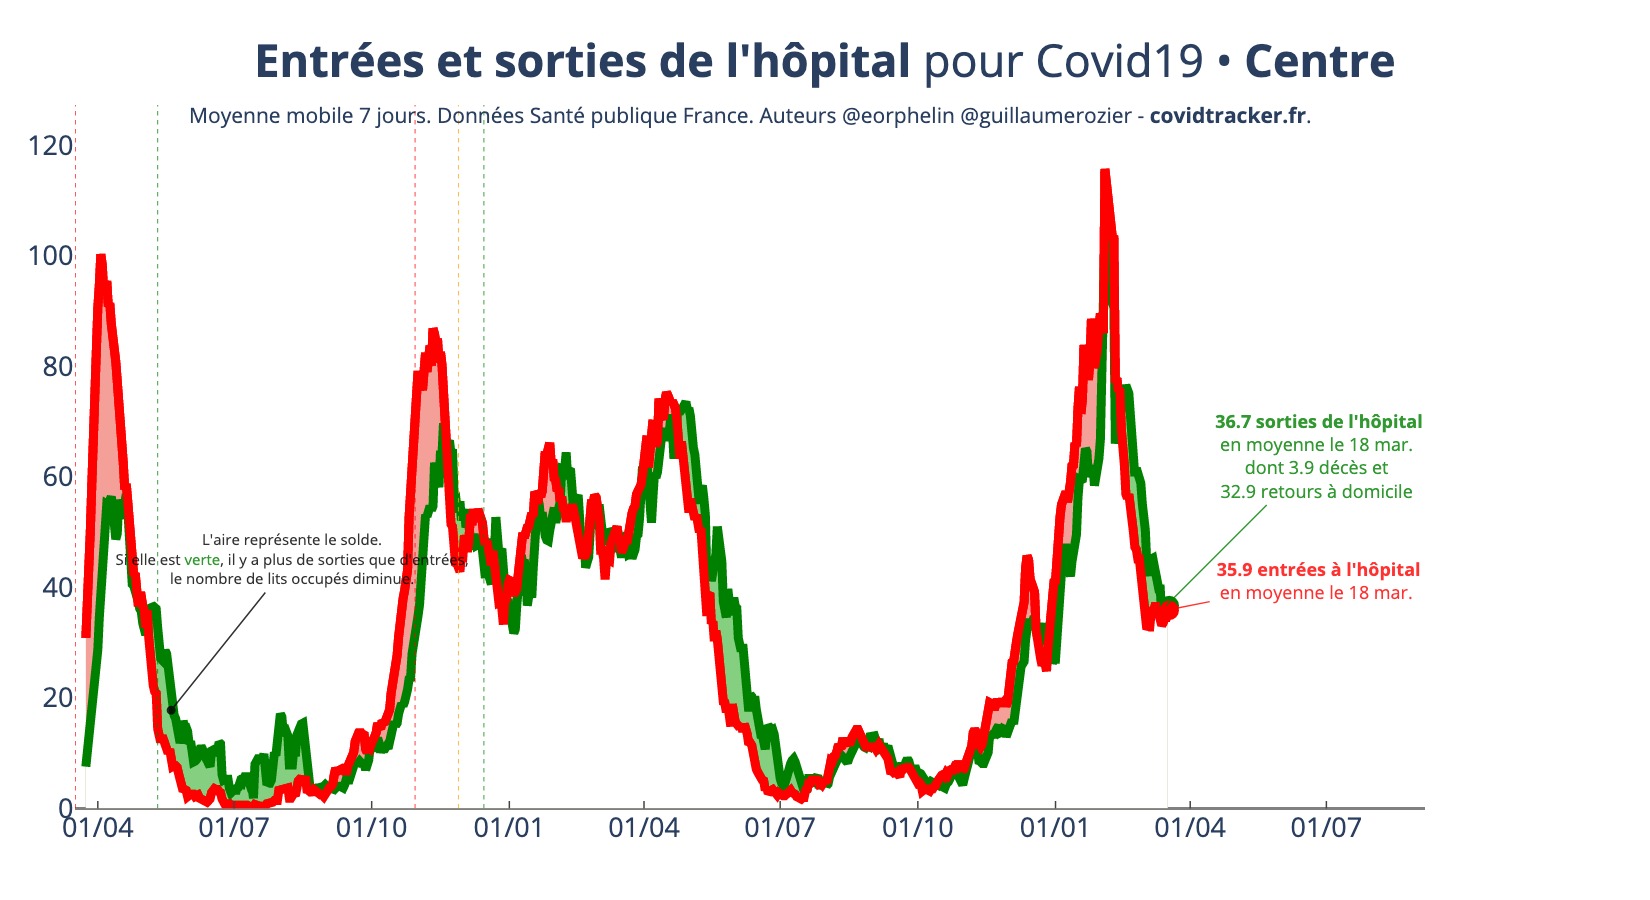 Entrées et sorties de l'hôpital pour Covid19 • Centre
Moyenne mobile 7 jours. Données Santé publique France. Auteurs @eorphelin @guillaumerozier - covidtracker.fr.
120
100
80
60
40
20
0
L'aire représente le solde.
Si elle est verte, il y a plus de sorties que d'entrées,
le nombre de lits occupés diminue.
36.7 sorties de l'hôpital
en moyenne le 18 mar.
dont 3.9 décès et
32.9 retours à domicile
35.9 entrées à l'hôpital
en moyenne le 18 mar.
01/04 01/07 01/10 01/01 01/04 01/07 01/10 01/01 01/04 01/07